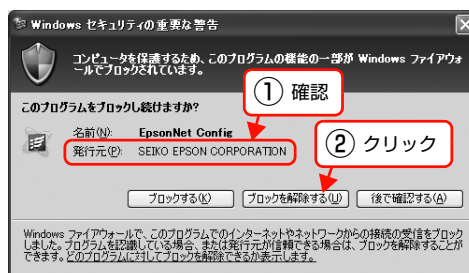 Windows セキュリティの重要な警告
コンピュータを保護するため、このプログラムの機能の一部が Windows ファイアウォ
ールでブロックされています。
このプログラムをブロックし続けますか?
① 確認
名前(N): EpsonNet Config
発行元(P): SEIKO EPSON CORPORATION
② クリック
ブロックする(K) ブロックを解除する(U) 後で確認する(A)
Windows ファイアウォールで、このプログラムでのインターネットやネットワークからの接続の受信をブロック
しました。プログラムを認識している場合、または発行元が信頼できる場合は、ブロックを解除することが
できます。どのプログラムに対してブロックを解除できるか表示します。